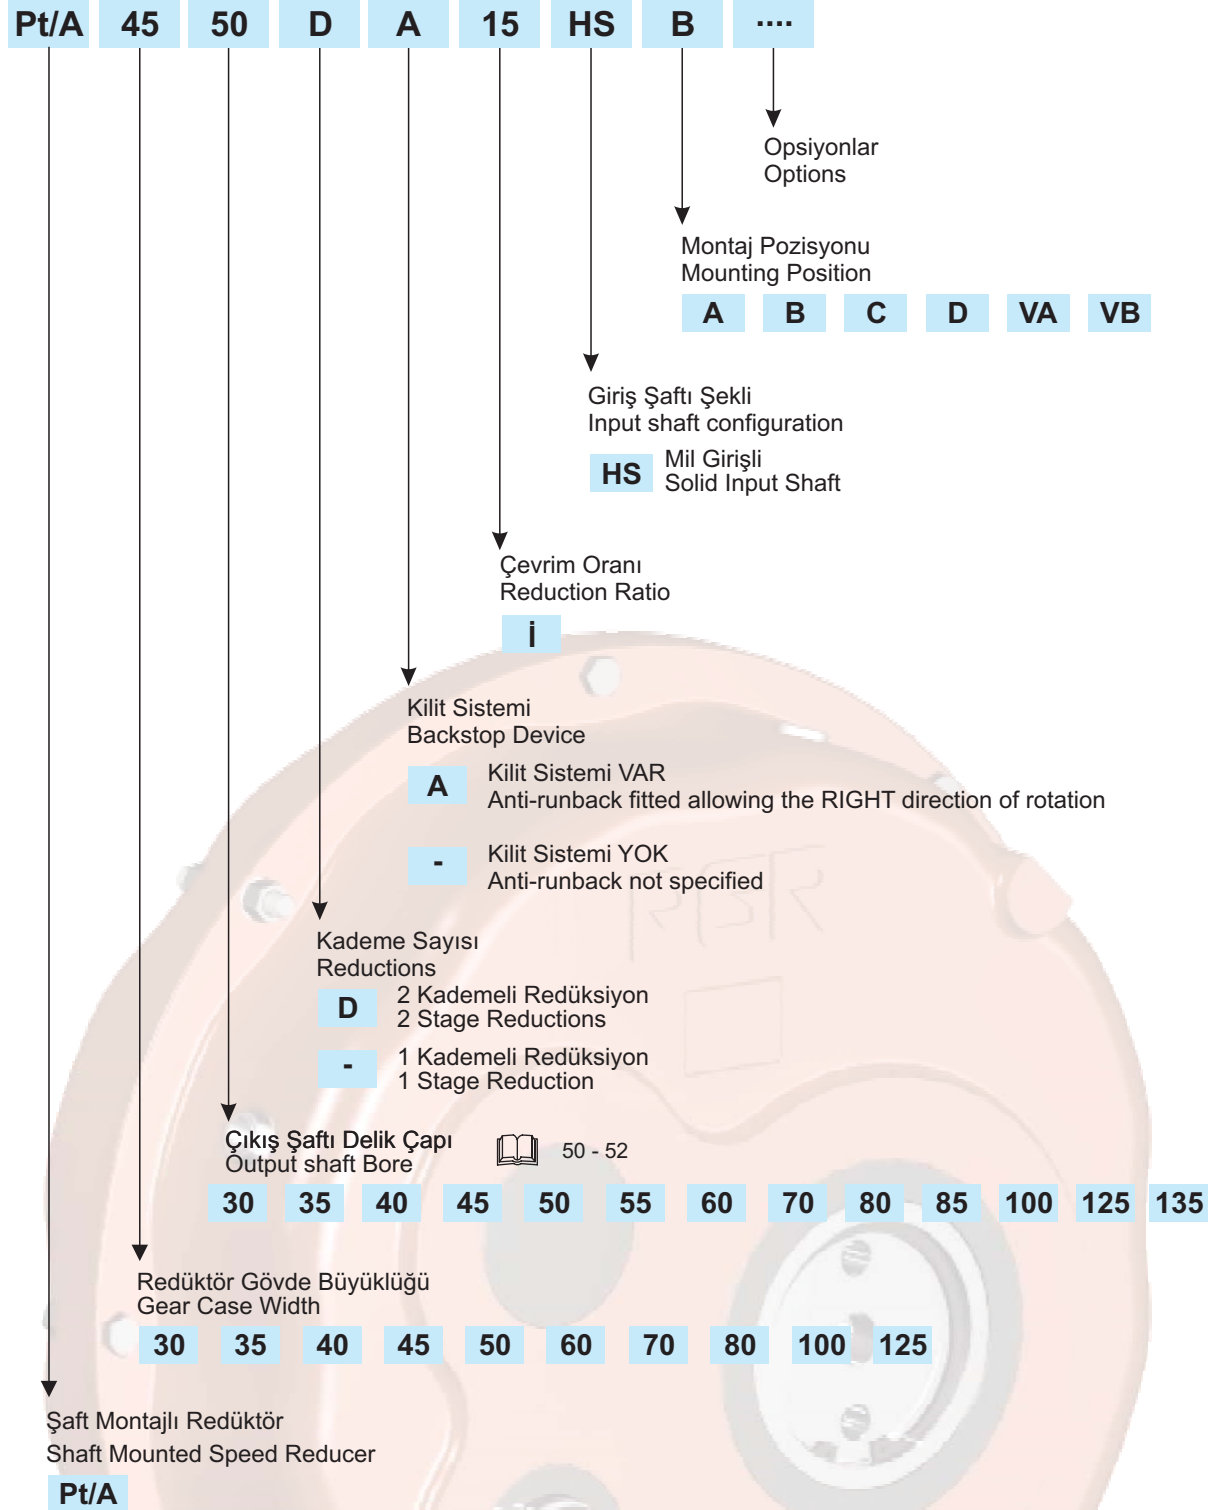 Pt/A 45 50 D A 15 HS B ....
Opsiyonlar
Options
Montaj Pozisyonu
Mounting Position
A B C D VA VB
Giriş Şaftı Şekli
Input shaft configuration
HS Mil Girişli
Solid Input Shaft
Çevrim Oranı
Reduction Ratio
İ
Kilit Sistemi
Backstop Device
A Kilit Sistemi VAR
Anti-runback fitted allowing the RIGHT direction of rotation
- Kilit Sistemi YOK
Anti-runback not specified
Kademe Sayısı
Reductions
D 2 Kademeli Redüksiyon
2 Stage Reductions
- 1 Kademeli Redüksiyon
1 Stage Reduction
Çıkış Şaftı Delik Çapı
Output shaft Bore
50 - 52
30 35 40 45 50 55 60 70 80 85 100 125 135
Redüktör Gövde Büyüklüğü
Gear Case Width
30 35 40 45 50 60 70 80 100 125
Şaft Montajlı Redüktör
Shaft Mounted Speed Reducer
Pt/A